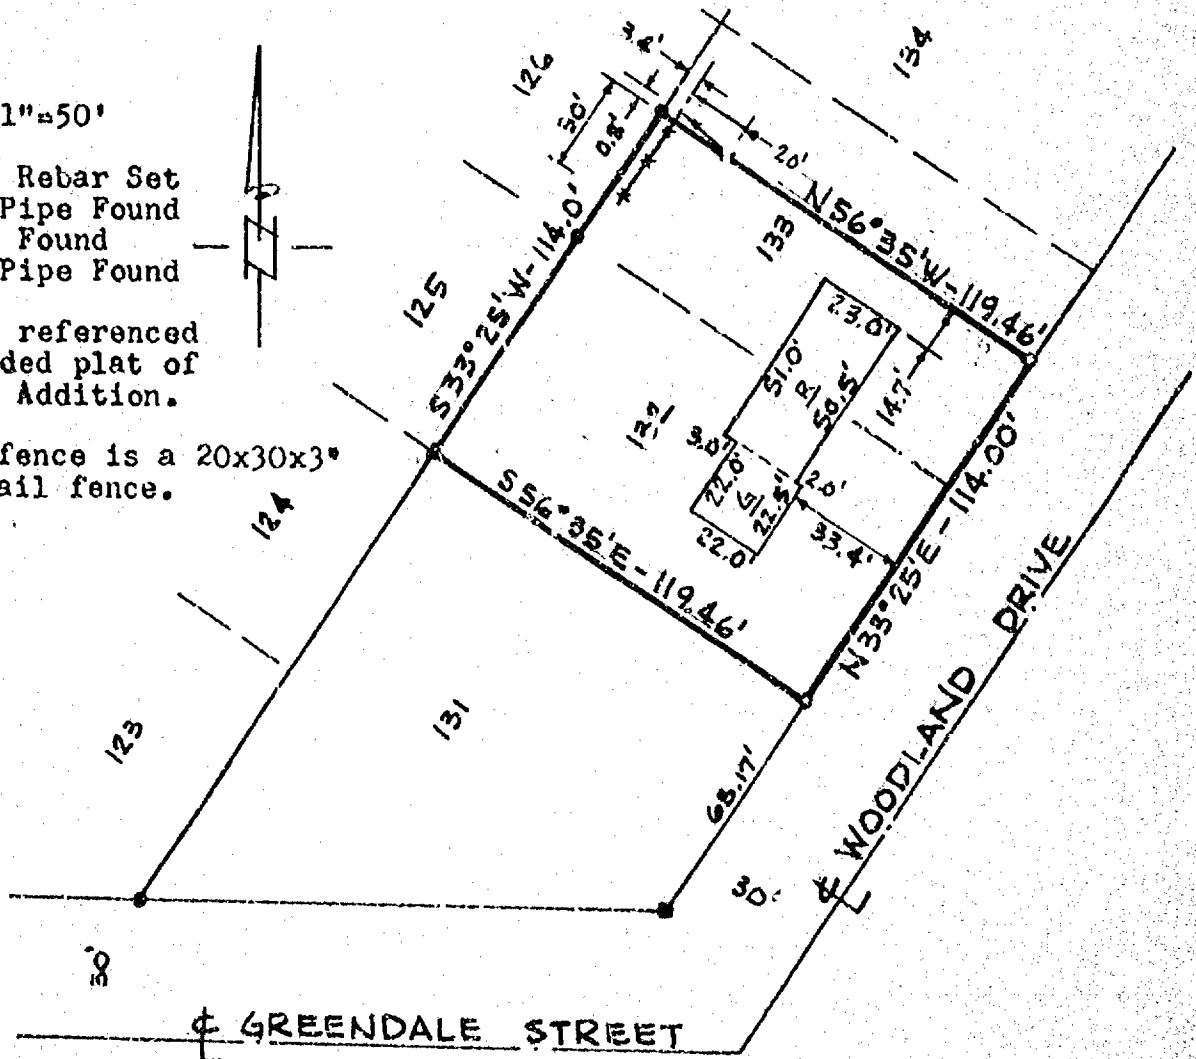 1"=50'
Rebar Set
Pipe Found
Found
Pipe Found
referenced
ded plat of
Addition.
fence is a 20x30x3"
ail fence.
126
134
3.2'
30'
0.8'
20'
N56°35'W-119.46'
133
125
S33°25'W-114.0'
23.0'
51.0'
R/
50.5'
14.7'
132
3.0'
22.0'
G/
22.5'
2.0'
22.0'
33.4'
124
S56°35'E-119.46'
N33°25'E-114.00'
123
131
68.17'
30'
℄ WOODLAND DRIVE
℄ GREENDALE STREET